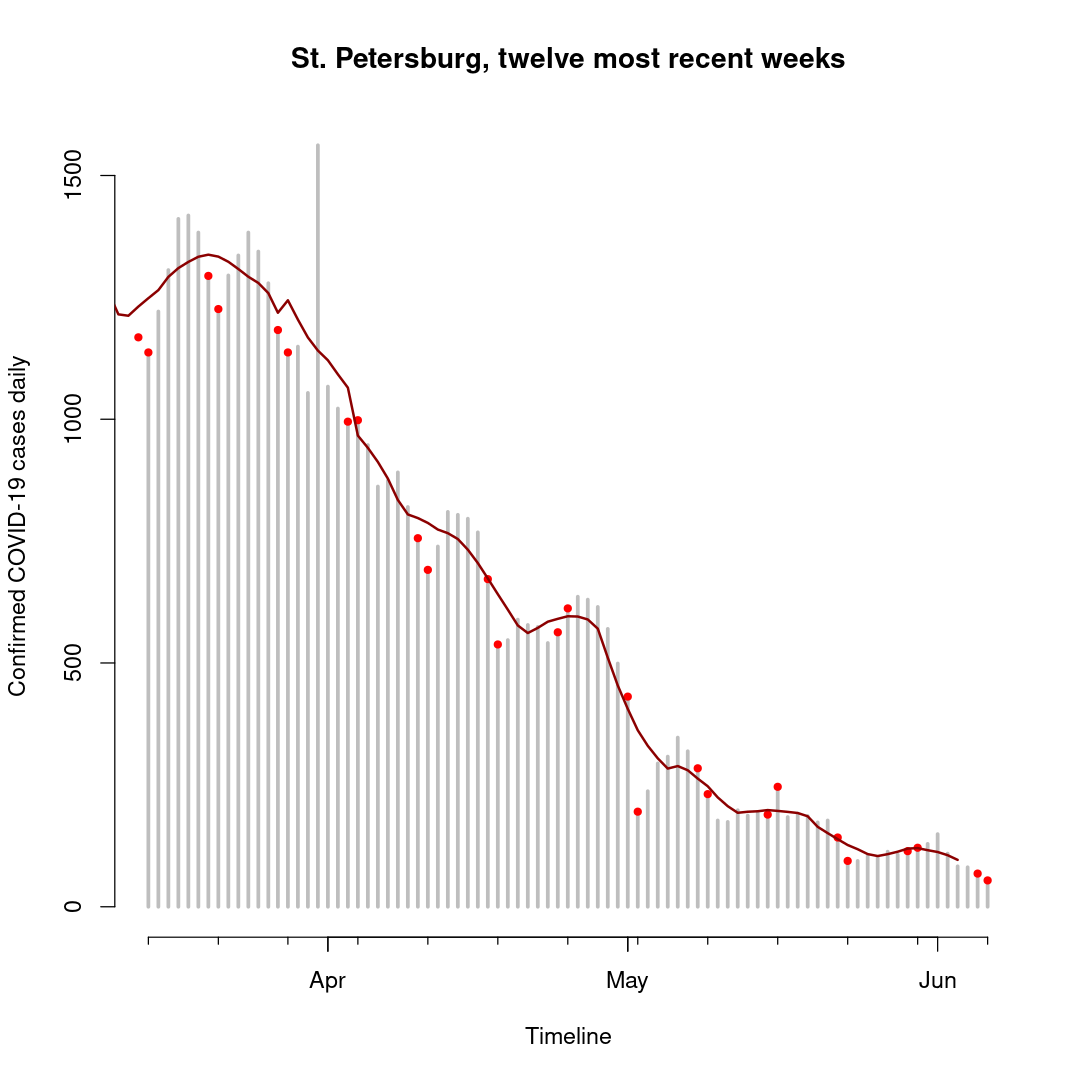 St. Petersburg, twelve most recent weeks
Confirmed COVID-19 cases daily
1500
1000
500
0
Apr May Jun
Timeline